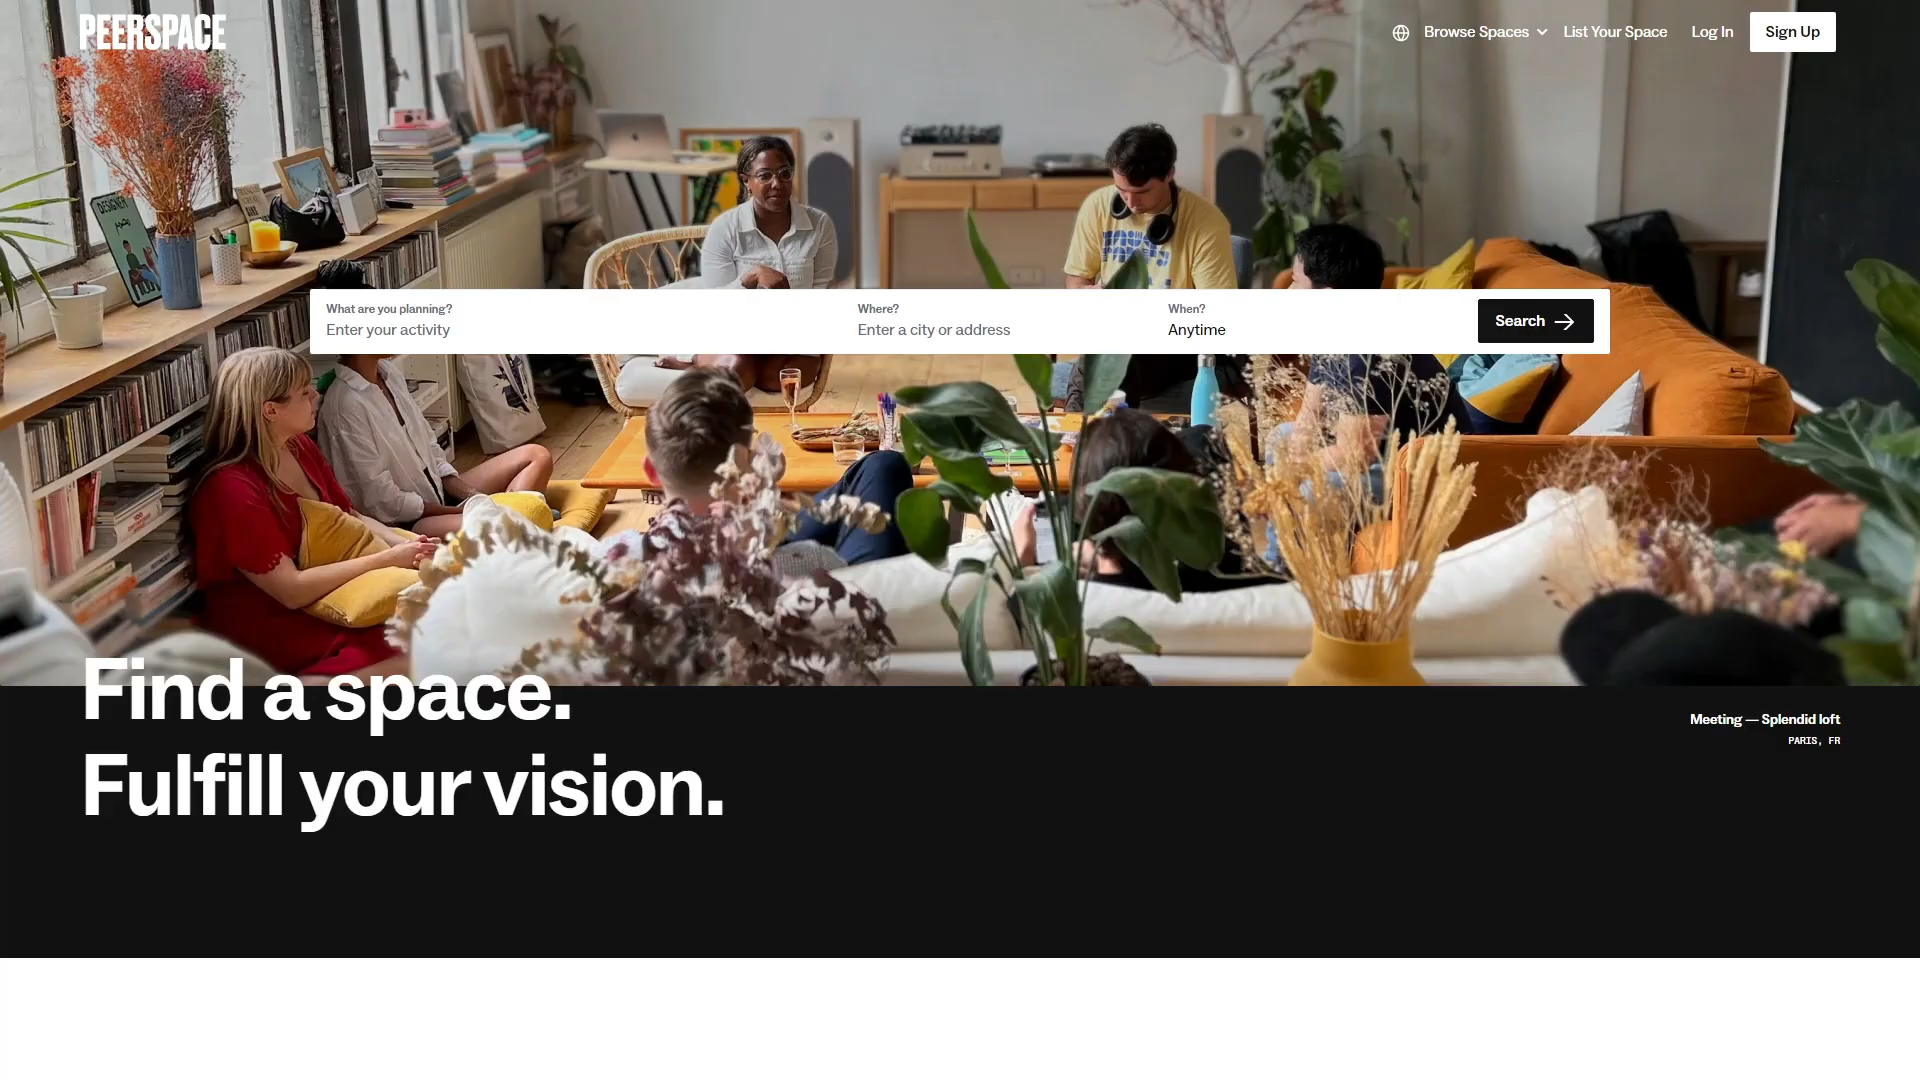 PEERSPACE
Browse Spaces
List Your Space
Log In
Sign Up
DESIGNER
What are you planning?
Enter your activity
Where?
Enter a city or address
When?
Anytime
Search
Find a space.
Fulfill your vision.
Meeting — Splendid loft
PARIS, FR